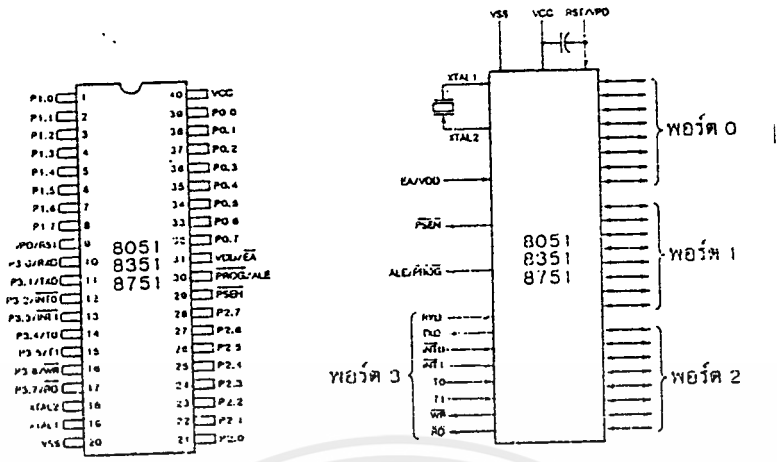 P1.0 1 40 VCC
P1.1 2 39 P0.0
P1.2 3 38 P0.1
P1.3 4 37 P0.2
P1.4 5 36 P0.3
P1.5 6 35 P0.4
P1.6 7 34 P0.5
P1.7 8 33 P0.6
VPD/RST 9 32 P0.7
P3.0/RXD 10 31 VDD/EA
P3.1/TXD 11 30 PROG/ALE
P3.2/INT0 12 29 PSEN
P3.3/INT1 13 28 P2.7
P3.4/T0 14 27 P2.6
P3.5/T1 15 26 P2.5
P3.6/WR 16 25 P2.4
P3.7/RD 17 24 P2.3
XTAL2 18 23 P2.2
XTAL1 19 22 P2.1
VSS 20 21 P2.0
8051
8351
8751
VSS VCC RST/VPD
XTAL1
XTAL2
EA/VDD
PSEN
ALE/PROG
RXD
TXD
INT0
INT1
T0
T1
WR
RD
8051
8351
8751
พอร์ต 0
พอร์ต 1
พอร์ต 2
พอร์ต 3